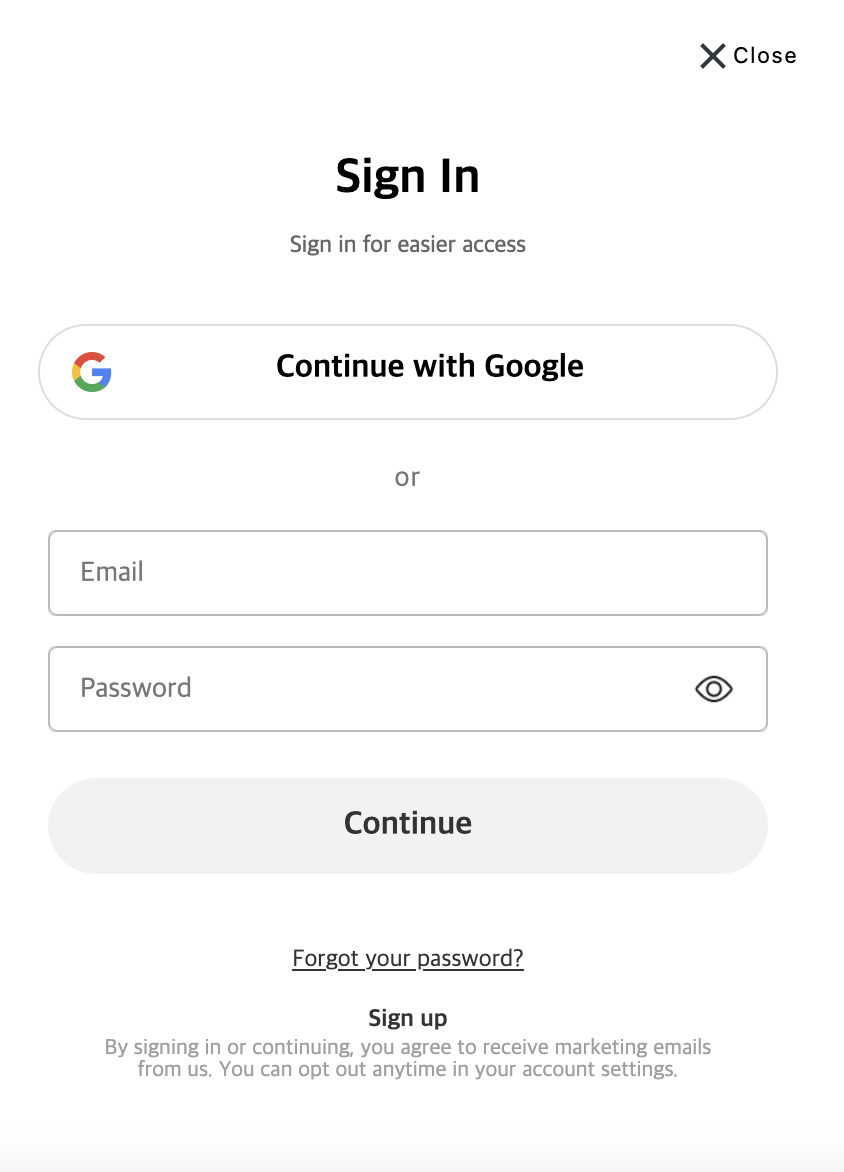 Close
Sign In
Sign in for easier access
Continue with Google
or
Email
Password
Continue
Forgot your password?
Sign up
By signing in or continuing, you agree to receive marketing emails
from us. You can opt out anytime in your account settings.